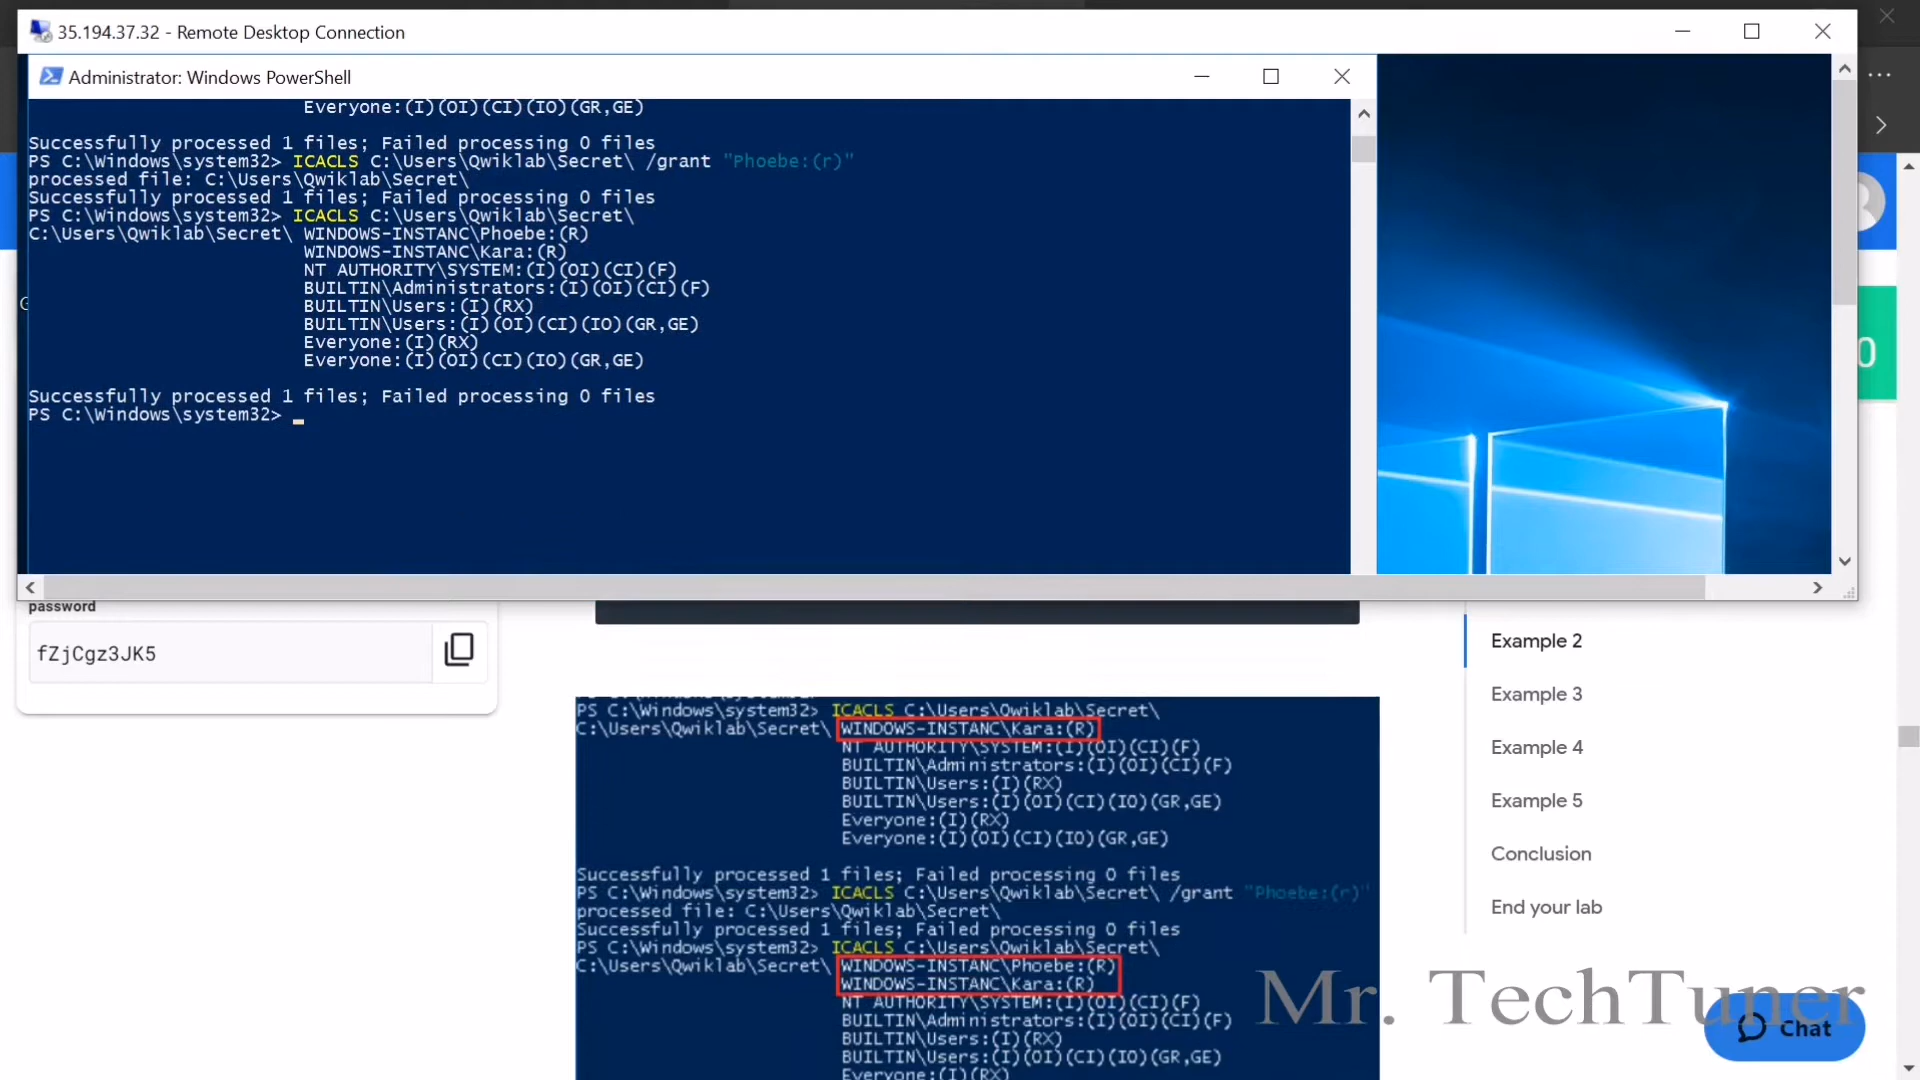 35.194.37.32 - Remote Desktop Connection
Administrator: Windows PowerShell
Everyone:(I)(OI)(CI)(IO)(GR,GE)
Successfully processed 1 files; Failed processing 0 files
PS C:\Windows\system32> ICACLS C:\Users\Qwiklab\Secret\ /grant "Phoebe:(r)"
processed file: C:\Users\Qwiklab\Secret\
Successfully processed 1 files; Failed processing 0 files
PS C:\Windows\system32> ICACLS C:\Users\Qwiklab\Secret\
C:\Users\Qwiklab\Secret\ WINDOWS-INSTANC\Phoebe:(R)
WINDOWS-INSTANC\Kara:(R)
NT AUTHORITY\SYSTEM:(I)(OI)(CI)(F)
BUILTIN\Administrators:(I)(OI)(CI)(F)
BUILTIN\Users:(I)(RX)
BUILTIN\Users:(I)(OI)(CI)(IO)(GR,GE)
Everyone:(I)(RX)
Everyone:(I)(OI)(CI)(IO)(GR,GE)
Successfully processed 1 files; Failed processing 0 files
PS C:\Windows\system32>
password
fZjCgz3JK5
PS C:\Windows\system32> ICACLS C:\Users\Qwiklab\Secret\
C:\Users\Qwiklab\Secret\ WINDOWS-INSTANC\Kara:(R)
NT AUTHORITY\SYSTEM:(I)(OI)(CI)(F)
BUILTIN\Administrators:(I)(OI)(CI)(F)
BUILTIN\Users:(I)(RX)
BUILTIN\Users:(I)(OI)(CI)(IO)(GR,GE)
Everyone:(I)(RX)
Everyone:(I)(OI)(CI)(IO)(GR,GE)
Successfully processed 1 files; Failed processing 0 files
PS C:\Windows\system32> ICACLS C:\Users\Qwiklab\Secret\ /grant "Phoebe:(r)"
processed file: C:\Users\Qwiklab\Secret\
Successfully processed 1 files; Failed processing 0 files
PS C:\Windows\system32> ICACLS C:\Users\Qwiklab\Secret\
C:\Users\Qwiklab\Secret\ WINDOWS-INSTANC\Phoebe:(R)
WINDOWS-INSTANC\Kara:(R)
NT AUTHORITY\SYSTEM:(I)(OI)(CI)(F)
BUILTIN\Administrators:(I)(OI)(CI)(F)
BUILTIN\Users:(I)(RX)
BUILTIN\Users:(I)(OI)(CI)(IO)(GR,GE)
Everyone:(I)(RX)
Example 2
Example 3
Example 4
Example 5
Conclusion
End your lab
Mr. TechTuner
Chat